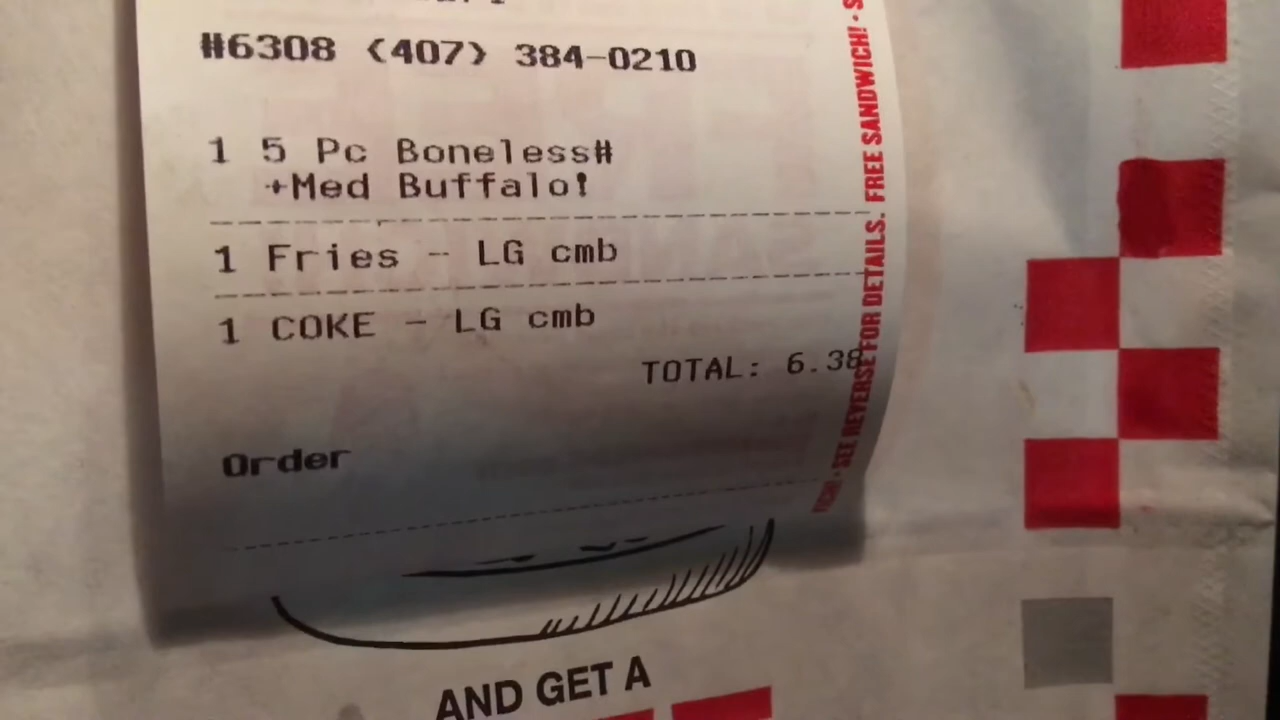 #6308 (407) 384-0210
1 5 Pc Boneless#
+Med Buffalo!
1 Fries - LG cmb
1 COKE - LG cmb
TOTAL: 6.38
Order
· SEE REVERSE FOR DETAILS. FREE SANDWICH! ·
AND GET A